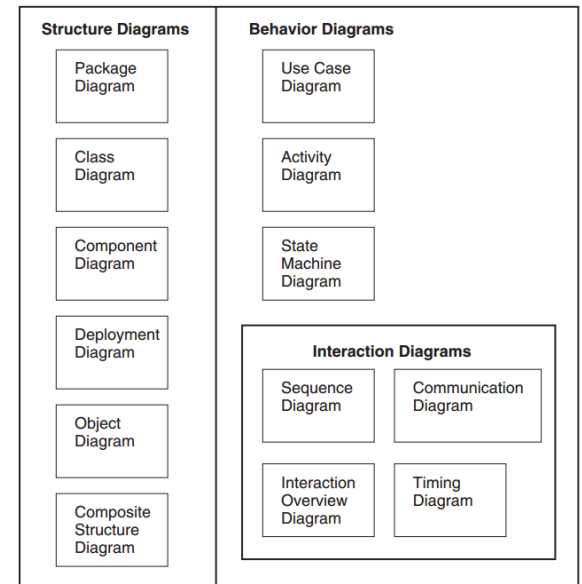 Structure Diagrams
Package
Diagram
Class
Diagram
Component
Diagram
Deployment
Diagram
Object
Diagram
Composite
Structure
Diagram
Behavior Diagrams
Use Case
Diagram
Activity
Diagram
State
Machine
Diagram
Interaction Diagrams
Sequence
Diagram
Communication
Diagram
Interaction
Overview
Diagram
Timing
Diagram